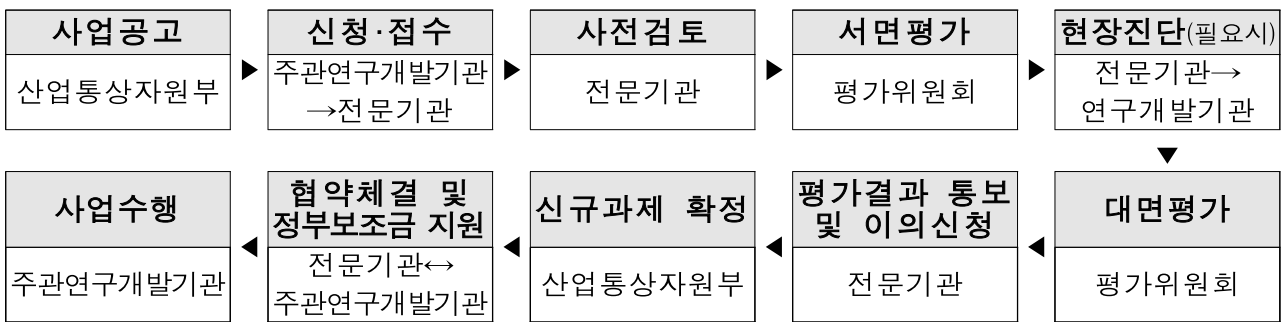 사업공고
산업통상자원부
▶
신청·접수
주관연구개발기관
→전문기관
▶
사전검토
전문기관
▶
서면평가
평가위원회
▶
현장진단(필요시)
전문기관→
연구개발기관
▼
대면평가
평가위원회
◀
평가결과 통보
및 이의신청
전문기관
◀
신규과제 확정
산업통상자원부
◀
협약체결 및
정부보조금 지원
전문기관↔
주관연구개발기관
◀
사업수행
주관연구개발기관